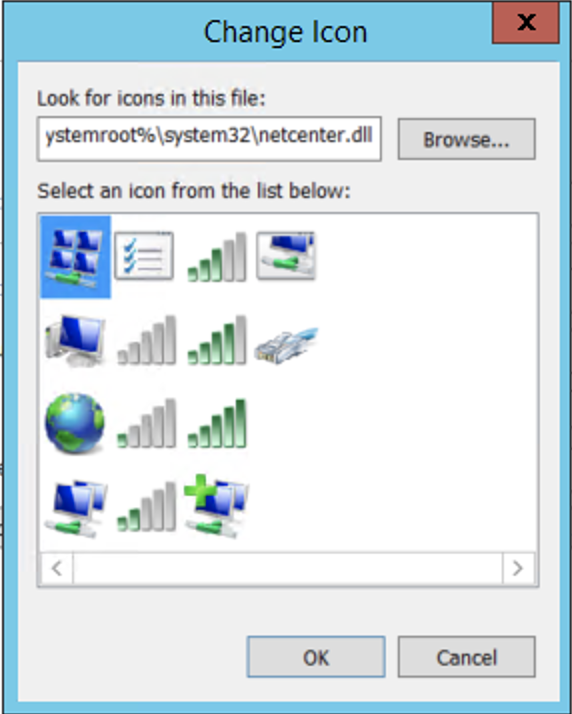 Change Icon
X
Look for icons in this file:
ystemroot%\system32\netcenter.dll
Browse...
Select an icon from the list below:
OK
Cancel